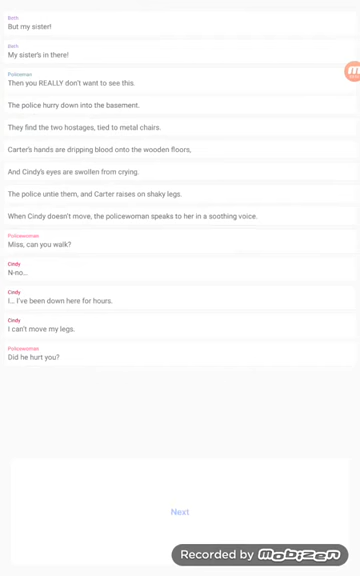 Beth
But my sister!
Beth
My sister's in there!
Policeman
Then you REALLY don't want to see this.
The police hurry down into the basement.
They find the two hostages, tied to metal chairs.
Carter's hands are dripping blood onto the wooden floors,
And Cindy's eyes are swollen from crying.
The police untie them, and Carter raises on shaky legs.
When Cindy doesn't move, the policewoman speaks to her in a soothing voice.
Policewoman
Miss, can you walk?
Cindy
N-no...
Cindy
I... I've been down here for hours.
Cindy
I can't move my legs.
Policewoman
Did he hurt you?
Next
Recorded by mobizen